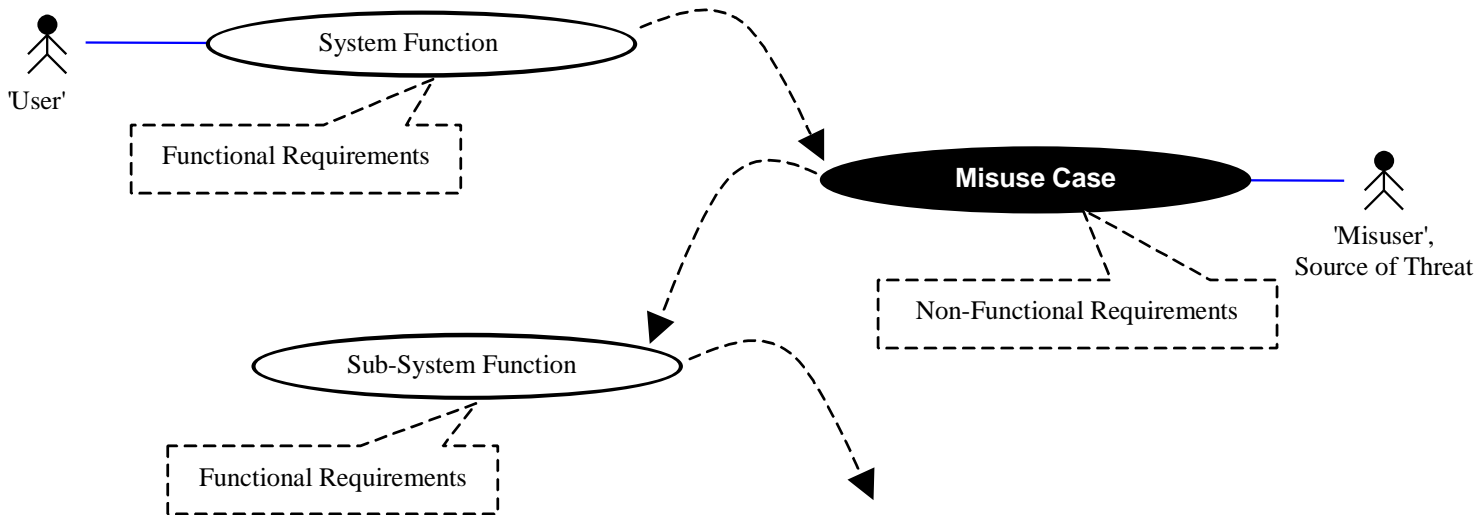 System Function
'User'
Functional Requirements
Misuse Case
'Misuser',
Source of Threat
Non-Functional Requirements
Sub-System Function
Functional Requirements